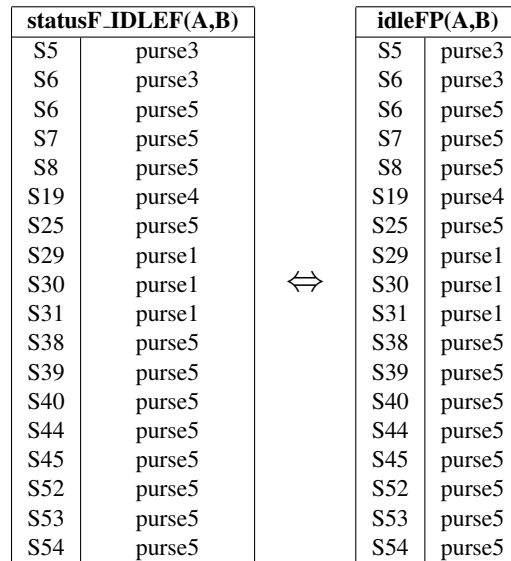 statusF_IDLEF(A,B) idleFP(A,B)
S5 purse3 S5 purse3
S6 purse3 S6 purse3
S6 purse5 S6 purse5
S7 purse5 S7 purse5
S8 purse5 S8 purse5
S19 purse4 S19 purse4
S25 purse5 S25 purse5
S29 purse1 S29 purse1
S30 purse1 ⇔ S30 purse1
S31 purse1 S31 purse1
S38 purse5 S38 purse5
S39 purse5 S39 purse5
S40 purse5 S40 purse5
S44 purse5 S44 purse5
S45 purse5 S45 purse5
S52 purse5 S52 purse5
S53 purse5 S53 purse5
S54 purse5 S54 purse5